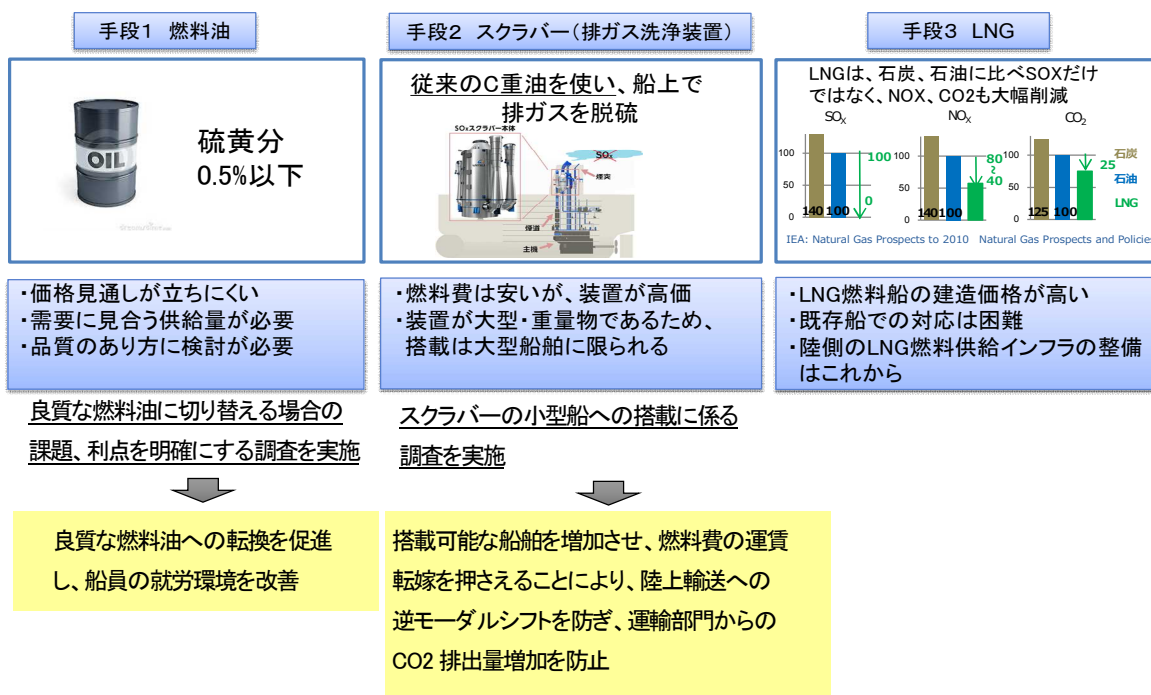 手段1 燃料油
手段2 スクラバー(排ガス洗浄装置)
手段3 LNG
OIL
硫黄分
0.5%以下
従来のC重油を使い、船上で
排ガスを脱硫
SOxスクラバー本体
SOx
煙突
煙道
主機
LNGは、石炭、石油に比べSOXだけ
ではなく、NOX、CO2も大幅削減
SOX
100
50
0
140 100
100
0
NOX
100
50
0
140 100
80
~
40
CO2
100
50
0
125 100
25
石炭
石油
LNG
IEA: Natural Gas Prospects to 2010 Natural Gas Prospects and Policies
・価格見通しが立ちにくい
・需要に見合う供給量が必要
・品質のあり方に検討が必要
・燃料費は安いが、装置が高価
・装置が大型・重量物であるため、
搭載は大型船舶に限られる
・LNG燃料船の建造価格が高い
・既存船での対応は困難
・陸側のLNG燃料供給インフラの整備
はこれから
良質な燃料油に切り替える場合の
課題、利点を明確にする調査を実施
スクラバーの小型船への搭載に係る
調査を実施
良質な燃料油への転換を促進
し、船員の就労環境を改善
搭載可能な船舶を増加させ、燃料費の運賃
転嫁を押さえることにより、陸上輸送への
逆モーダルシフトを防ぎ、運輸部門からの
CO2 排出量増加を防止